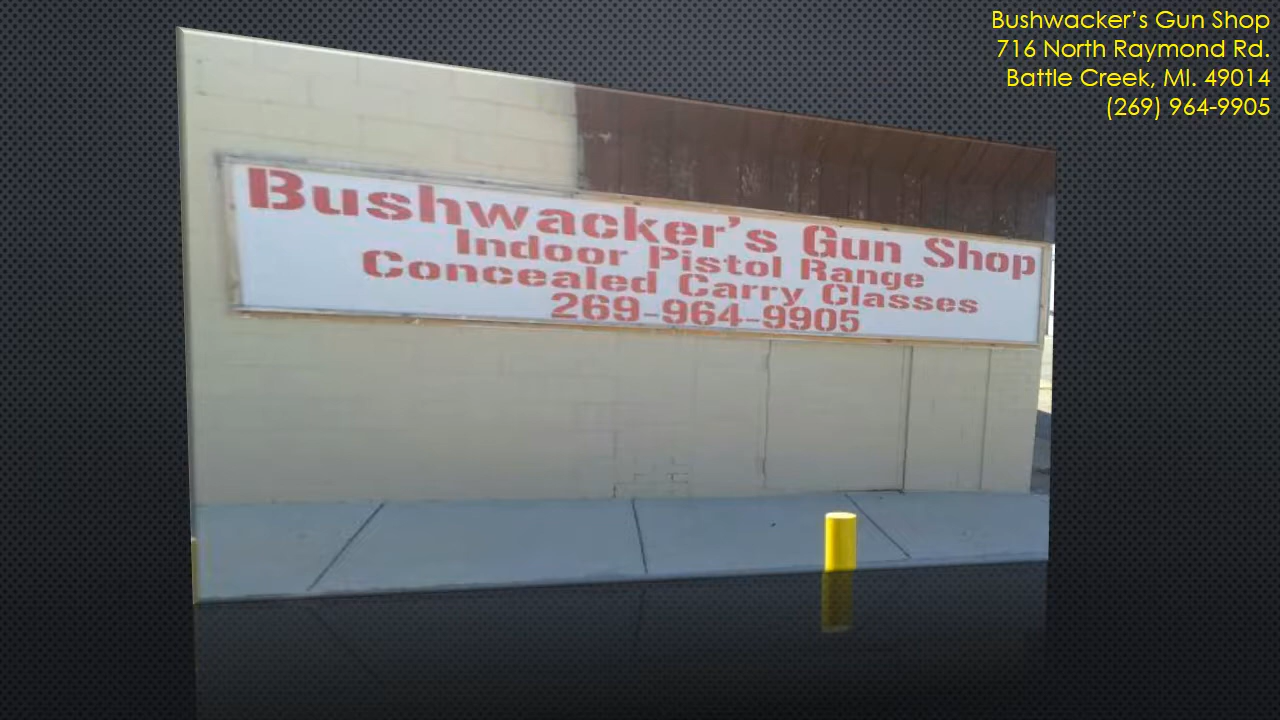 Bushwacker's Gun Shop
716 North Raymond Rd.
Battle Creek, MI. 49014
(269) 964-9905
Bushwacker's Gun Shop
Indoor Pistol Range
Concealed Carry Classes
269-964-9905